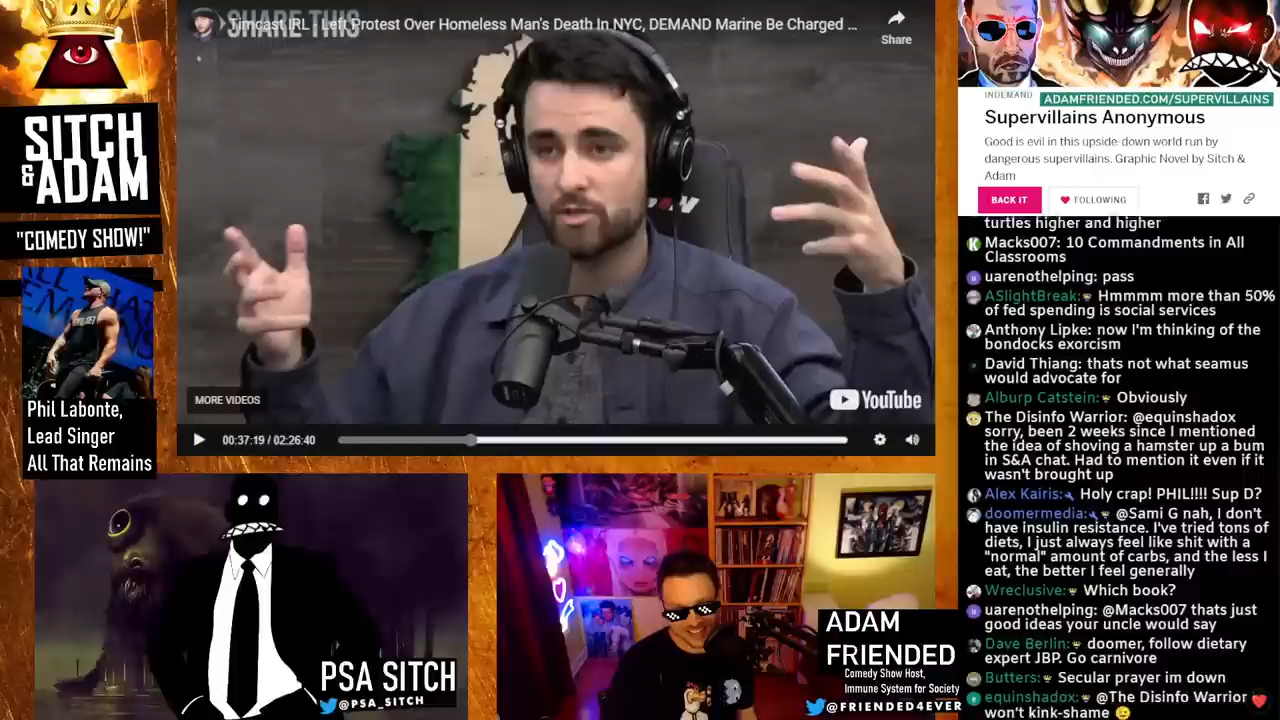 SHARE THIS
Timcast IRL - Left Protest Over Homeless Man's Death In NYC, DEMAND Marine Be Charged ...
Share
SITCH
& ADAM
"COMEDY SHOW!"
Phil Labonte,
Lead Singer
All That Remains
MORE VIDEOS
YouTube
00:37:19 / 02:26:40
PSA SITCH
@PSA_SITCH
ADAM
FRIENDED
Comedy Show Host,
Immune System for Society
@FRIENDED4EVER
INDEMAND
ADAMFRIENDED.COM/SUPERVILLAINS
Supervillains Anonymous
Good is evil in this upside-down world run by
dangerous supervillains. Graphic Novel by Sitch &
Adam
BACK IT
FOLLOWING
turtles higher and higher
Macks007: 10 Commandments in All
Classrooms
uarenothelping: pass
ASlightBreak: Hmmmm more than 50%
of fed spending is social services
Anthony Lipke: now I'm thinking of the
bondocks exorcism
David Thiang: thats not what seamus
would advocate for
Alburp Catstein: Obviously
The Disinfo Warrior: @equinshadox
sorry, been 2 weeks since I mentioned
the idea of shoving a hamster up a bum
in S&A chat. Had to mention it even if it
wasn't brought up
Alex Kairis: Holy crap! PHIL!!!! Sup D?
doomermedia: @Sami G nah, I don't
have insulin resistance. I've tried tons of
diets, I just always feel like shit with a
"normal" amount of carbs, and the less I
eat, the better I feel generally
Wreclusive: Which book?
uarenothelping: @Macks007 thats just
good ideas your uncle would say
Dave Berlin: doomer, follow dietary
expert JBP. Go carnivore
Butters: Secular prayer im down
equinshadox: @The Disinfo Warrior
won't kink-shame